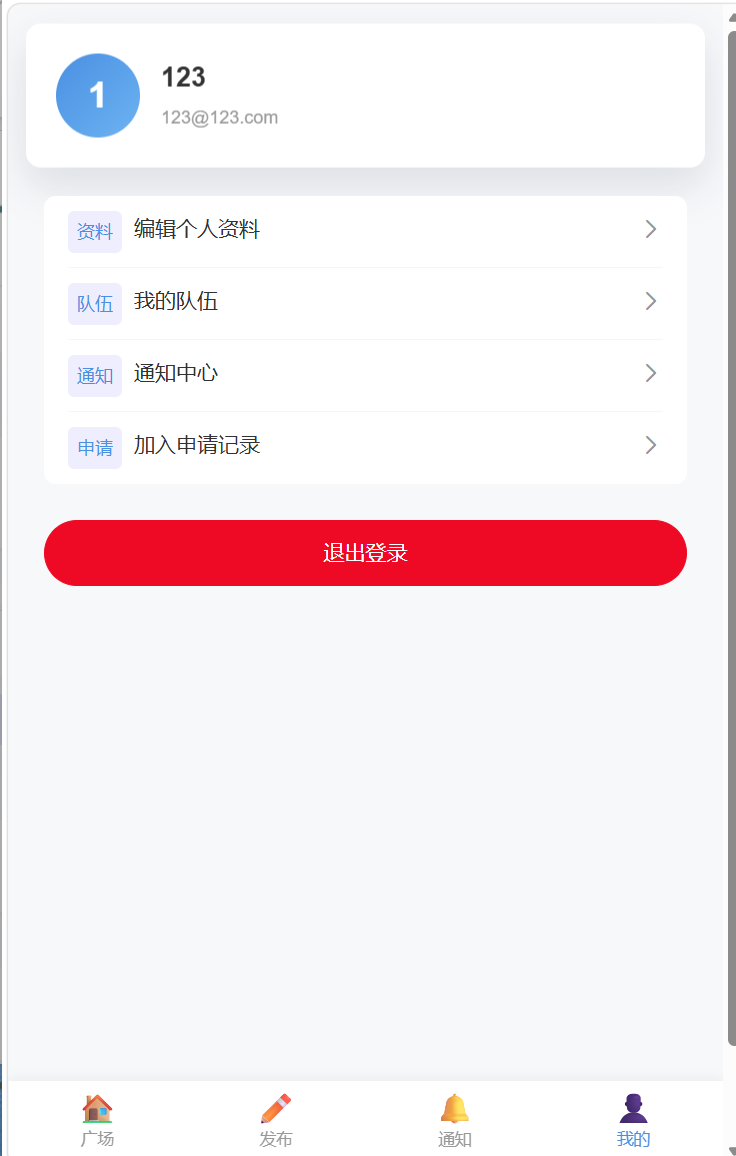 1
123
123@123.com
资料 编辑个人资料
队伍 我的队伍
通知 通知中心
申请 加入申请记录
退出登录
广场 发布 通知 我的